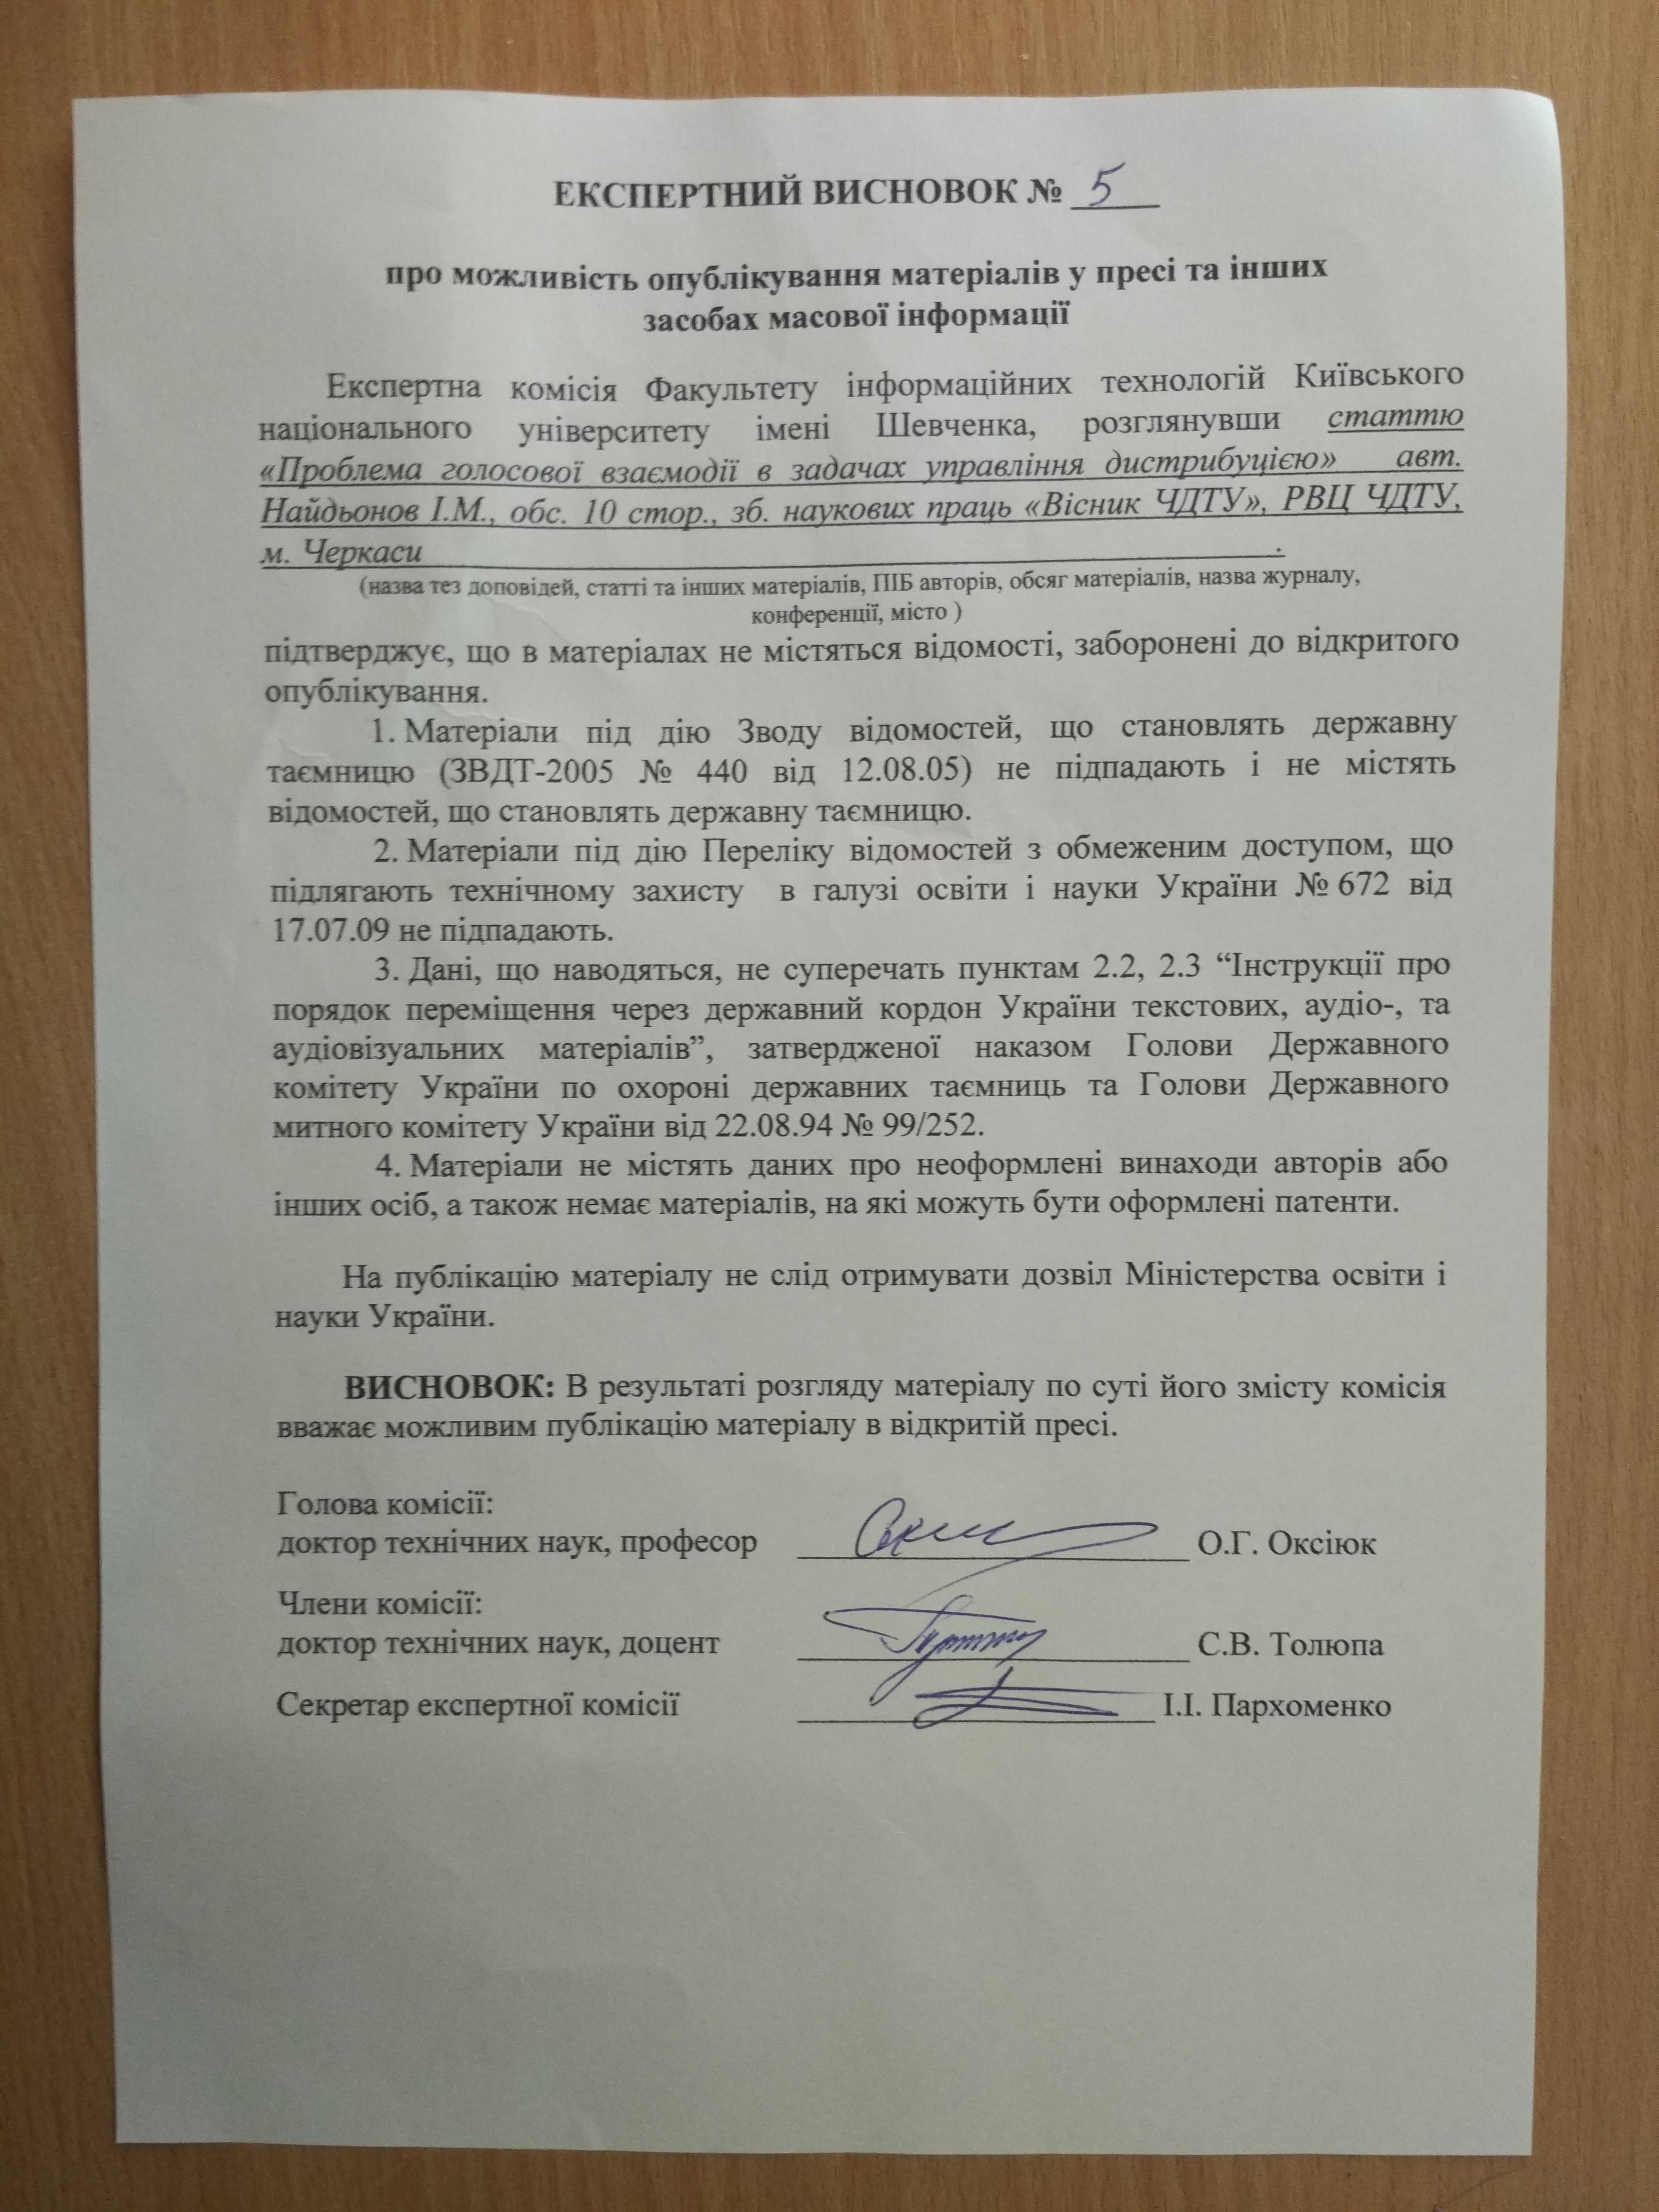 ЕКСПЕРТНИЙ ВИСНОВОК № 5
про можливість опублікування матеріалів у пресі та інших
засобах масової інформації
Експертна комісія Факультету інформаційних технологій Київського
національного університету імені Шевченка, розглянувши статтю
«Проблема голосової взаємодії в задачах управління дистрибуцією» авт.
Найдьонов І.М., обс. 10 стор., зб. наукових праць «Вісник ЧДТУ», РВЦ ЧДТУ,
м. Черкаси .
(назва тез доповідей, статті та інших матеріалів, ПІБ авторів, обсяг матеріалів, назва журналу,
конференції, місто )
підтверджує, що в матеріалах не містяться відомості, заборонені до відкритого
опублікування.
1. Матеріали під дію Зводу відомостей, що становлять державну
таємницю (ЗВДТ-2005 № 440 від 12.08.05) не підпадають і не містять
відомостей, що становлять державну таємницю.
2. Матеріали під дію Переліку відомостей з обмеженим доступом, що
підлягають технічному захисту в галузі освіти і науки України № 672 від
17.07.09 не підпадають.
3. Дані, що наводяться, не суперечать пунктам 2.2, 2.3 “Інструкції про
порядок переміщення через державний кордон України текстових, аудіо-, та
аудіовізуальних матеріалів”, затвердженої наказом Голови Державного
комітету України по охороні державних таємниць та Голови Державного
митного комітету України від 22.08.94 № 99/252.
4. Матеріали не містять даних про неоформлені винаходи авторів або
інших осіб, а також немає матеріалів, на які можуть бути оформлені патенти.
На публікацію матеріалу не слід отримувати дозвіл Міністерства освіти і
науки України.
ВИСНОВОК: В результаті розгляду матеріалу по суті його змісту комісія
вважає можливим публікацію матеріалу в відкритій пресі.
Голова комісії:
доктор технічних наук, професор О.Г. Оксіюк
Члени комісії:
доктор технічних наук, доцент С.В. Толюпа
Секретар експертної комісії І.І. Пархоменко